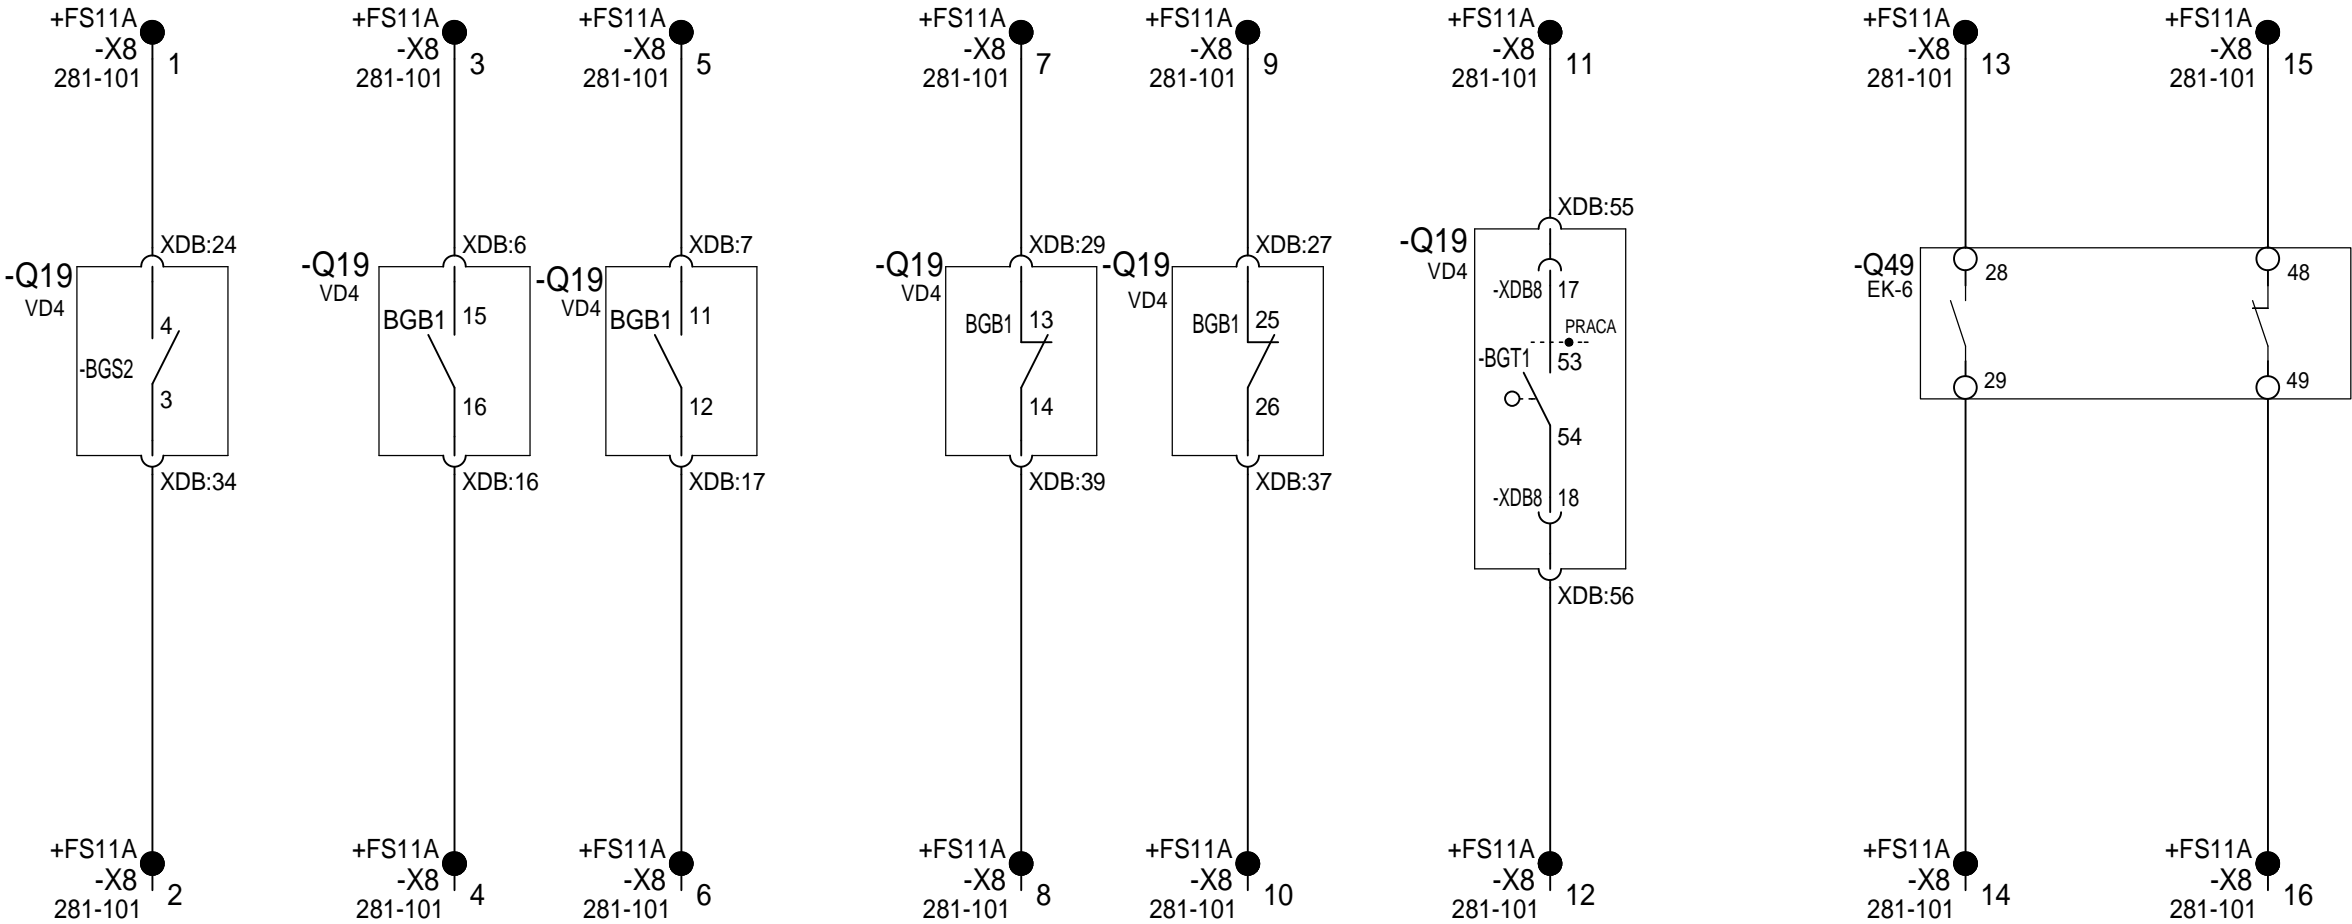 +FS11A
-X8
281-101
1
+FS11A
-X8
281-101
3
+FS11A
-X8
281-101
5
+FS11A
-X8
281-101
7
+FS11A
-X8
281-101
9
+FS11A
-X8
281-101
11
+FS11A
-X8
281-101
13
+FS11A
-X8
281-101
15
XDB:24
-Q19
VD4
4
-BGS2
3
XDB:34
XDB:6
-Q19
VD4
BGB1
15
16
XDB:16
XDB:7
-Q19
VD4
BGB1
11
12
XDB:17
XDB:29
-Q19
VD4
BGB1
13
14
XDB:39
XDB:27
-Q19
VD4
BGB1
25
26
XDB:37
XDB:55
-Q19
VD4
-XDB8
17
PRACA
-BGT1
53
54
-XDB8
18
XDB:56
-Q49
EK-6
28
29
48
49
+FS11A
-X8
281-101
2
+FS11A
-X8
281-101
4
+FS11A
-X8
281-101
6
+FS11A
-X8
281-101
8
+FS11A
-X8
281-101
10
+FS11A
-X8
281-101
12
+FS11A
-X8
281-101
14
+FS11A
-X8
281-101
16